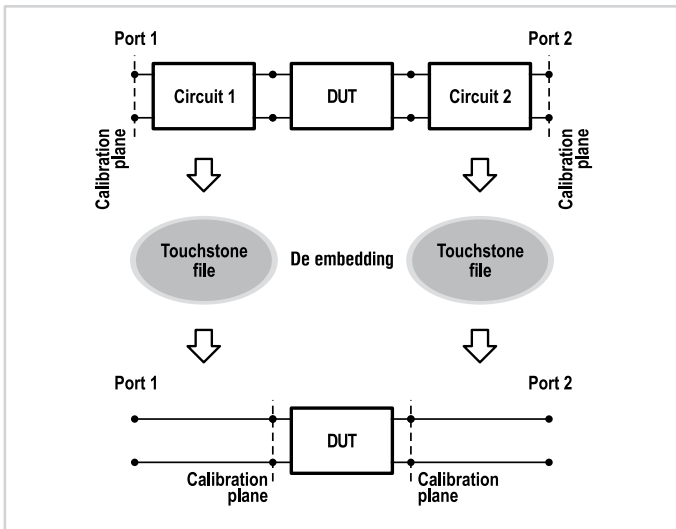 Port 1
Port 2
Circuit 1
DUT
Circuit 2
Calibration
plane
Calibration
plane
Touchstone
file
De embedding
Touchstone
file
Port 1
Port 2
DUT
Calibration
plane
Calibration
plane